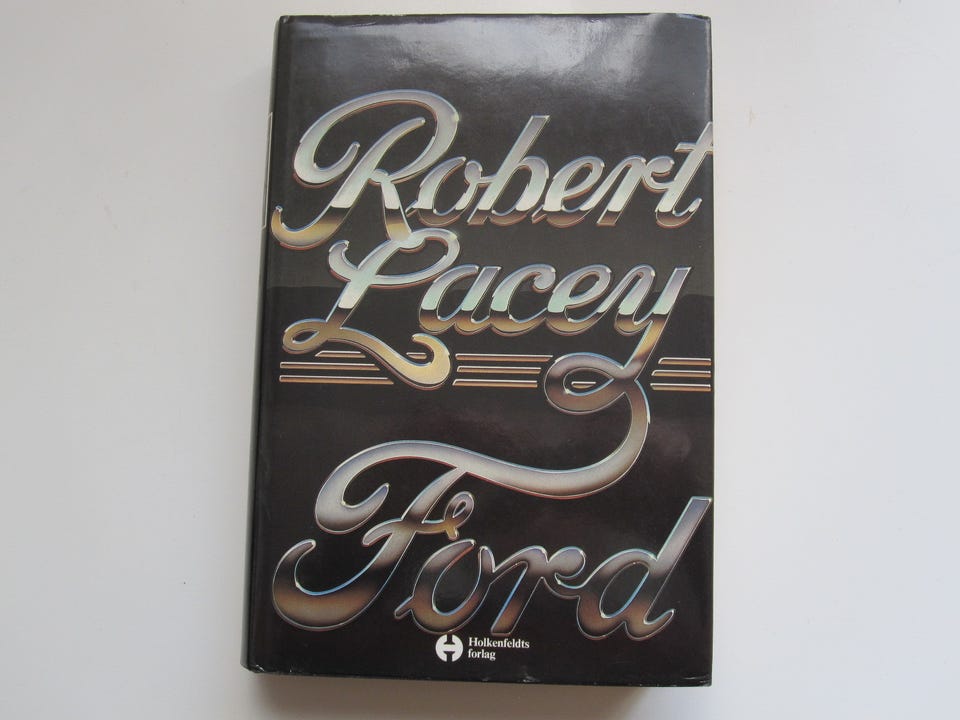 Robert
Lacey
Ford
Holkenfeldts
forlag